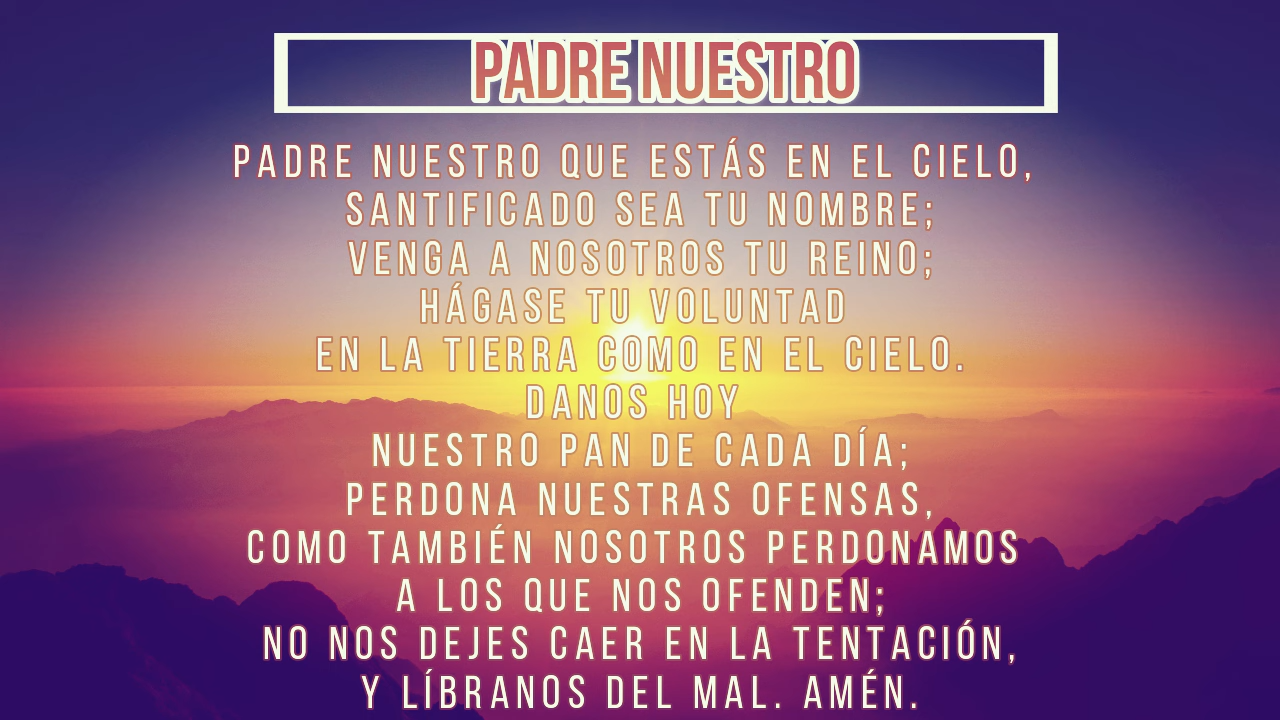 PADRE NUESTRO
PADRE NUESTRO QUE ESTÁS EN EL CIELO,
SANTIFICADO SEA TU NOMBRE;
VENGA A NOSOTROS TU REINO;
HÁGASE TU VOLUNTAD
EN LA TIERRA COMO EN EL CIELO.
DANOS HOY
NUESTRO PAN DE CADA DÍA;
PERDONA NUESTRAS OFENSAS,
COMO TAMBIÉN NOSOTROS PERDONAMOS
A LOS QUE NOS OFENDEN;
NO NOS DEJES CAER EN LA TENTACIÓN,
Y LÍBRANOS DEL MAL. AMÉN.